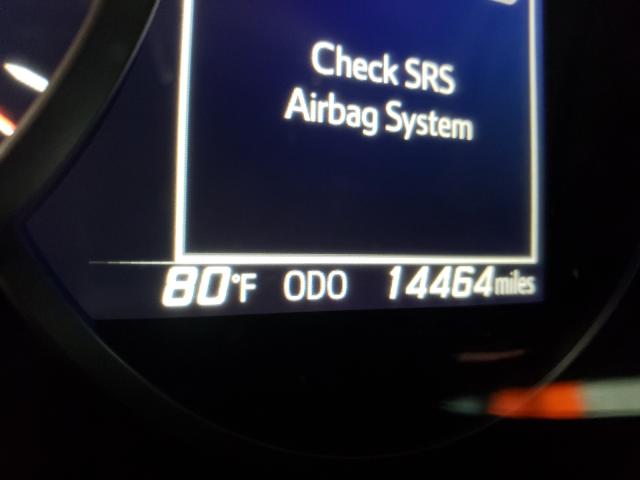 Check SRS
Airbag System
80°F ODO 14464 miles